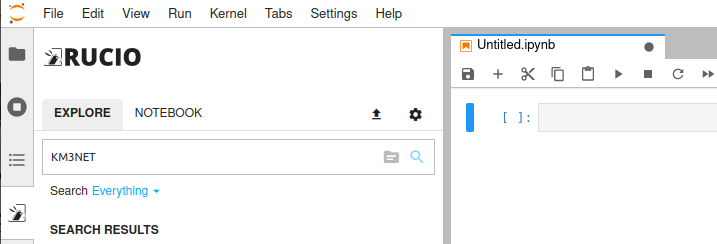 File Edit View Run Kernel Tabs Settings Help
RUCIO
Untitled.ipynb
EXPLORE NOTEBOOK
[ ]:
KM3NET
Search Everything
SEARCH RESULTS